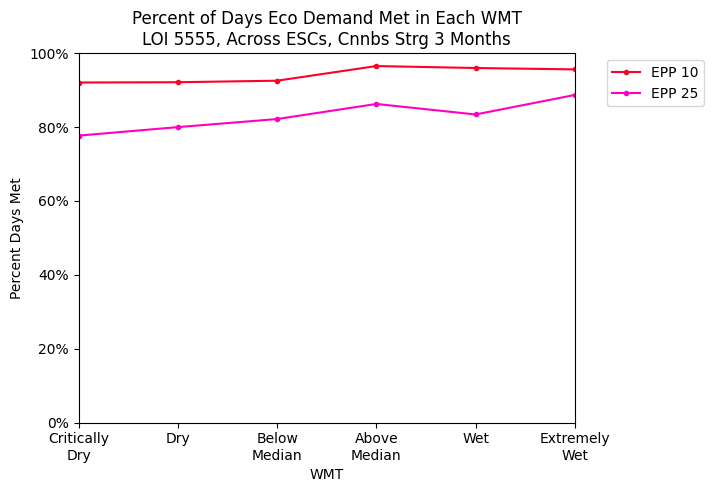 Percent of Days Eco Demand Met in Each WMT
LOI 5555, Across ESCs, Cnnbs Strg 3 Months
EPP 10
EPP 25
Percent Days Met
100%
80%
60%
40%
20%
0%
Critically
Dry
Dry
Below
Median
Above
Median
Wet
Extremely
Wet
WMT